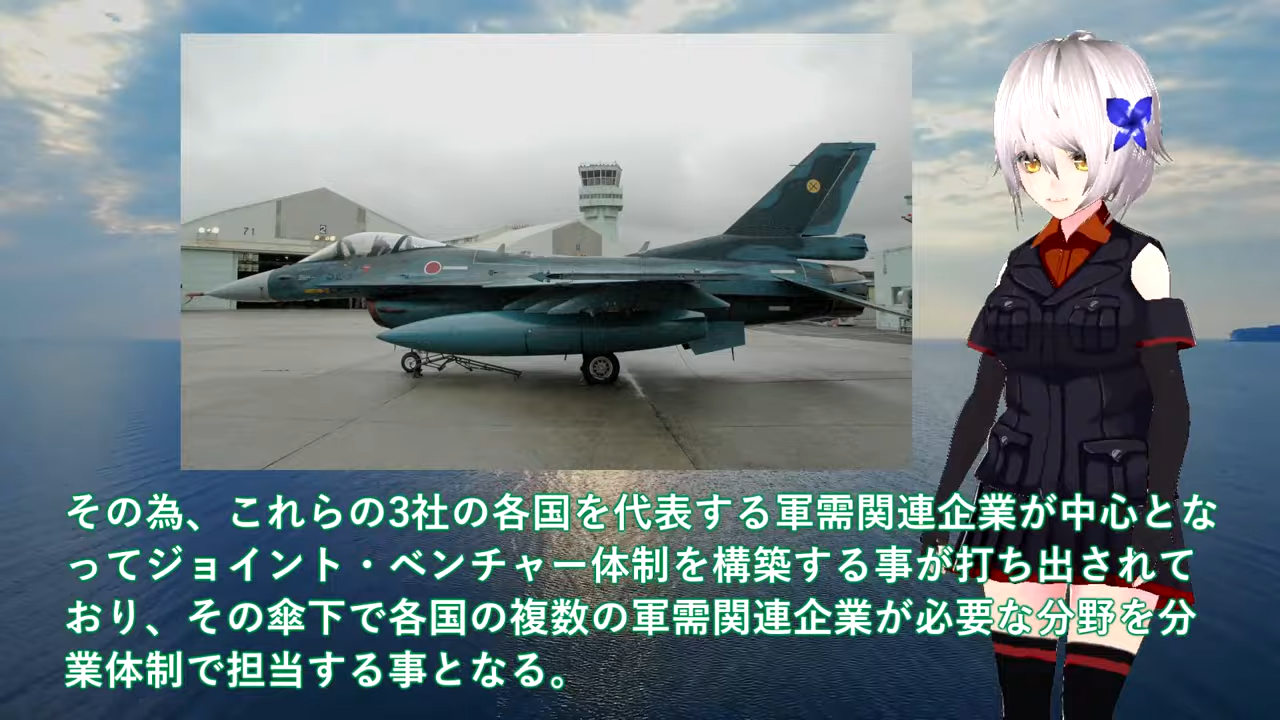 71
その為、これらの3社の各国を代表する軍需関連企業が中心とな
ってジョイント・ベンチャー体制を構築する事が打ち出されて
おり、その傘下で各国の複数の軍需関連企業が必要な分野を分
業体制で担当する事となる。